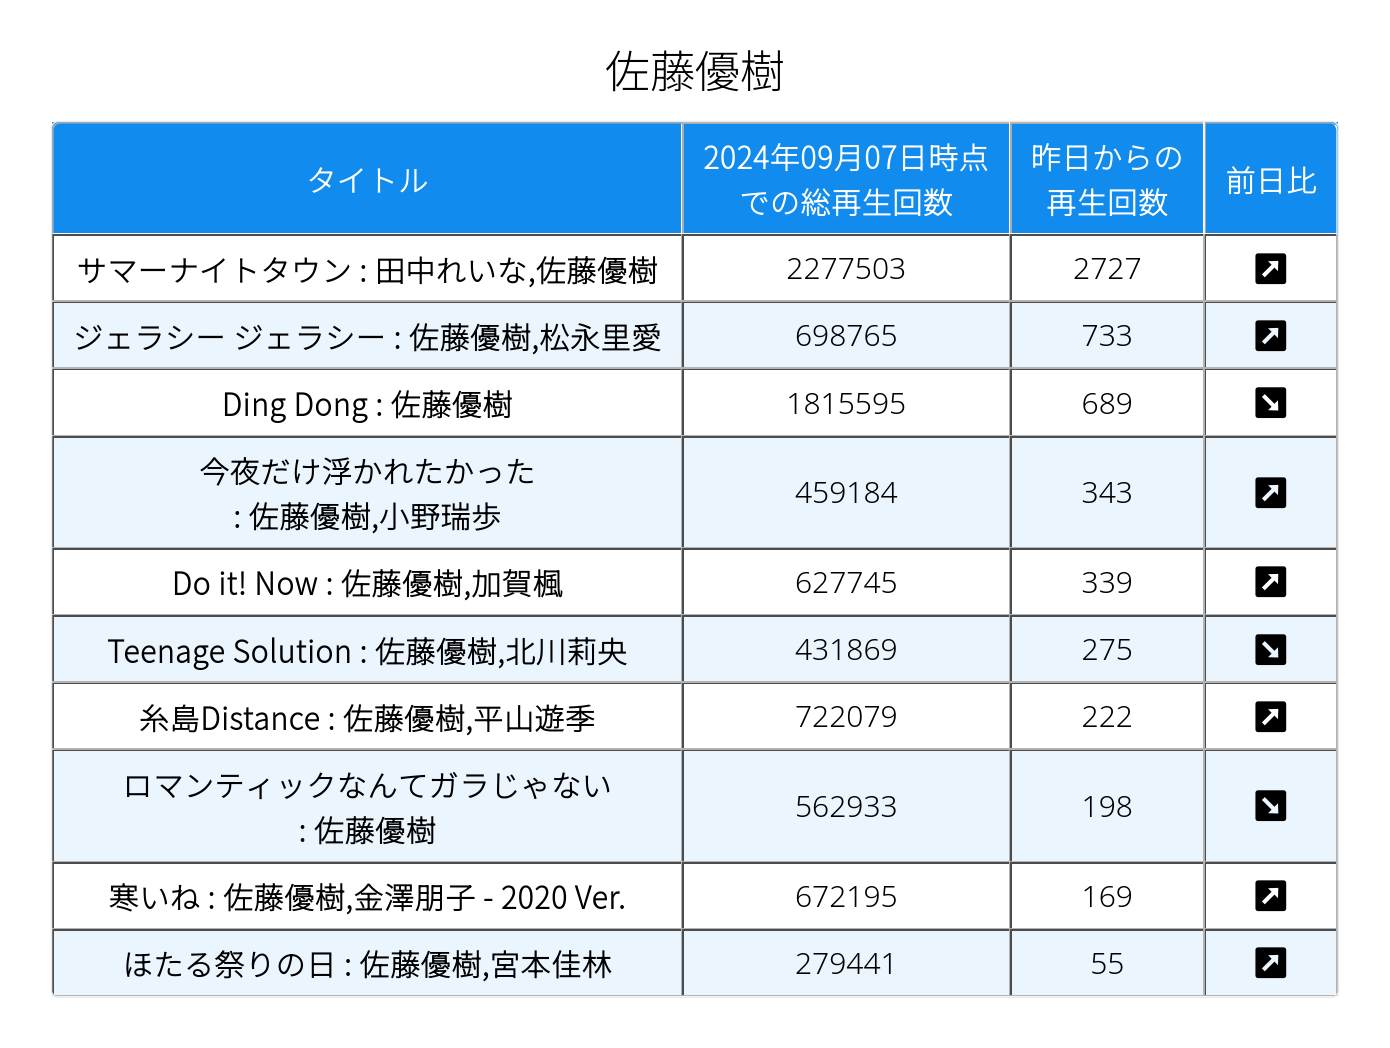 佐藤優樹
タイトル
2024年09月07日時点
での総再生回数
昨日からの
再生回数
前日比
サマーナイトタウン : 田中れいな,佐藤優樹 2277503 2727
ジェラシー ジェラシー : 佐藤優樹,松永里愛 698765 733
Ding Dong : 佐藤優樹 1815595 689
今夜だけ浮かれたかった
: 佐藤優樹,小野瑞歩 459184 343
Do it! Now : 佐藤優樹,加賀楓 627745 339
Teenage Solution : 佐藤優樹,北川莉央 431869 275
糸島Distance : 佐藤優樹,平山遊季 722079 222
ロマンティックなんてガラじゃない
: 佐藤優樹 562933 198
寒いね : 佐藤優樹,金澤朋子 - 2020 Ver. 672195 169
ほたる祭りの日 : 佐藤優樹,宮本佳林 279441 55